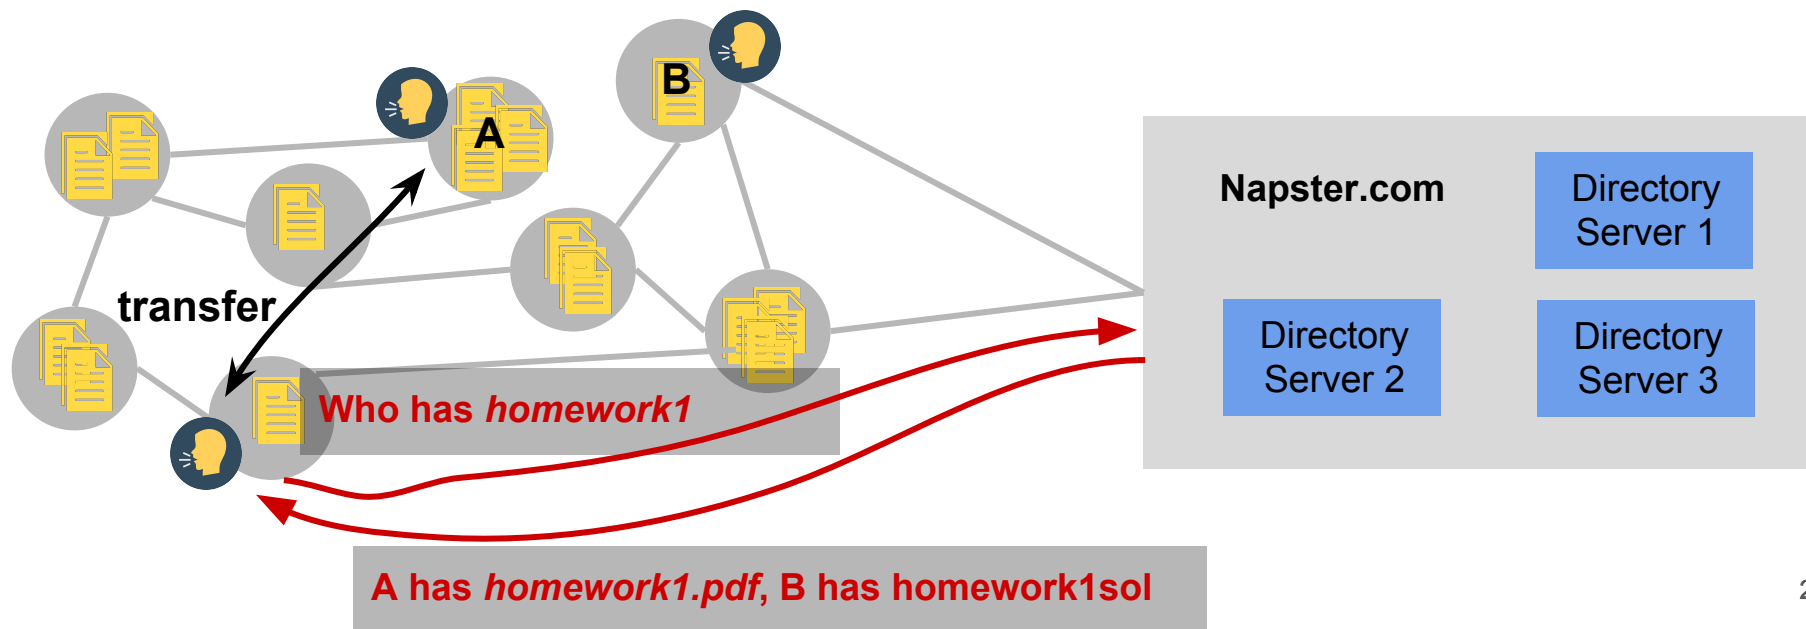 B
A
Napster.com
Directory
Server 1
transfer
Directory
Server 2
Directory
Server 3
Who has homework1
A has homework1.pdf, B has homework1sol
2